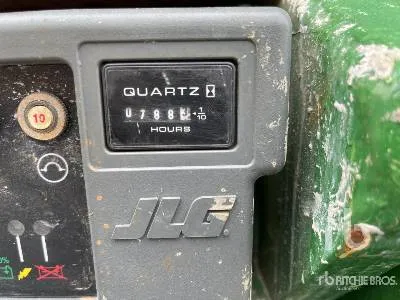 QUARTZ
0788 1/10
HOURS
10
JLG
RITCHIE BROS.